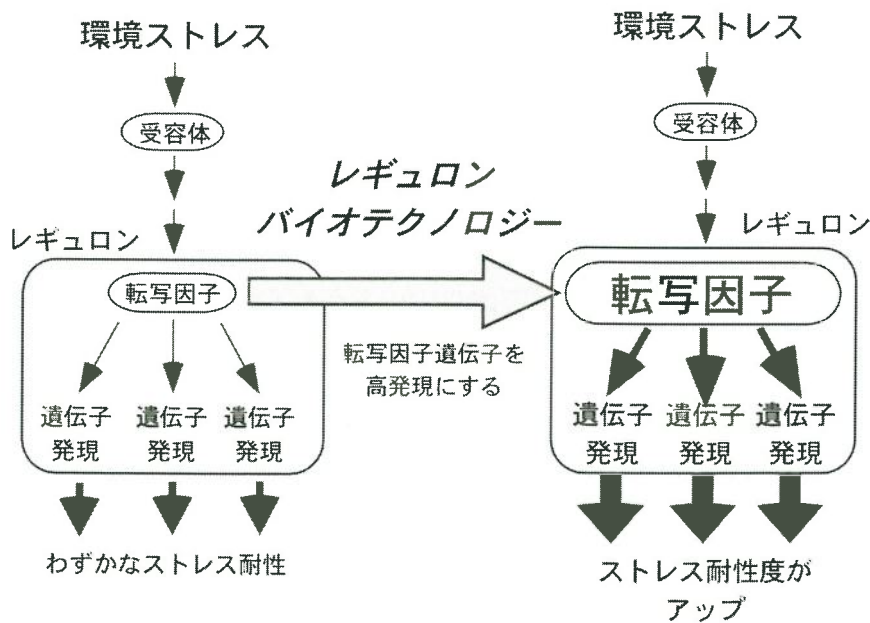 環境ストレス
受容体
レギュロン
転写因子
遺伝子
発現
遺伝子
発現
遺伝子
発現
わずかなストレス耐性
レギュロン
バイオテクノロジー
転写因子遺伝子を
高発現にする
環境ストレス
受容体
レギュロン
転写因子
遺伝子
発現
遺伝子
発現
遺伝子
発現
ストレス耐性度が
アップ